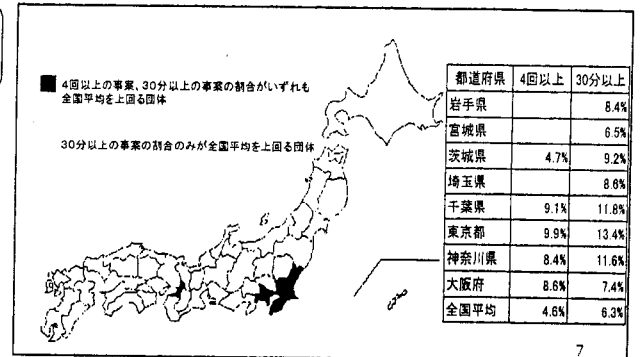 4回以上の事案、30分以上の事案の割合がいずれも
全国平均を上回る団体
30分以上の事案の割合のみが全国平均を上回る団体
都道府県 4回以上 30分以上
岩手県 8.4%
宮城県 6.5%
茨城県 4.7% 9.2%
埼玉県 8.6%
千葉県 9.1% 11.8%
東京都 9.9% 13.4%
神奈川県 8.4% 11.6%
大阪府 8.6% 7.4%
全国平均 4.6% 6.3%
7